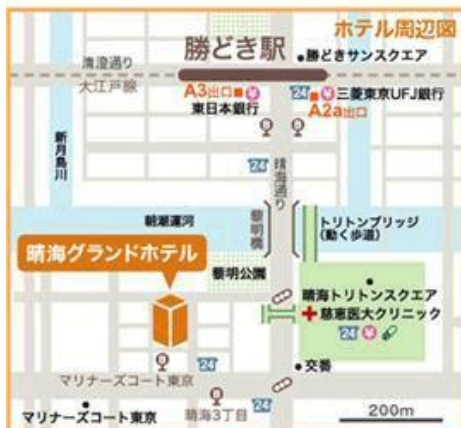 ホテル周辺図
勝どき駅
勝どきサンスクエア
清澄通り
大江戸線
A3出口
東日本銀行
24
三菱東京UFJ銀行
A2a出口
24
晴海通り
新月島川
朝潮運河
黎明橋
トリトンブリッジ
(動く歩道)
晴海グランドホテル
黎明公園
晴海トリトンスクエア
慈恵医大クリニック
24
24
交番
マリナーズコート東京
マリナーズコート東京
晴海3丁目
24
200m